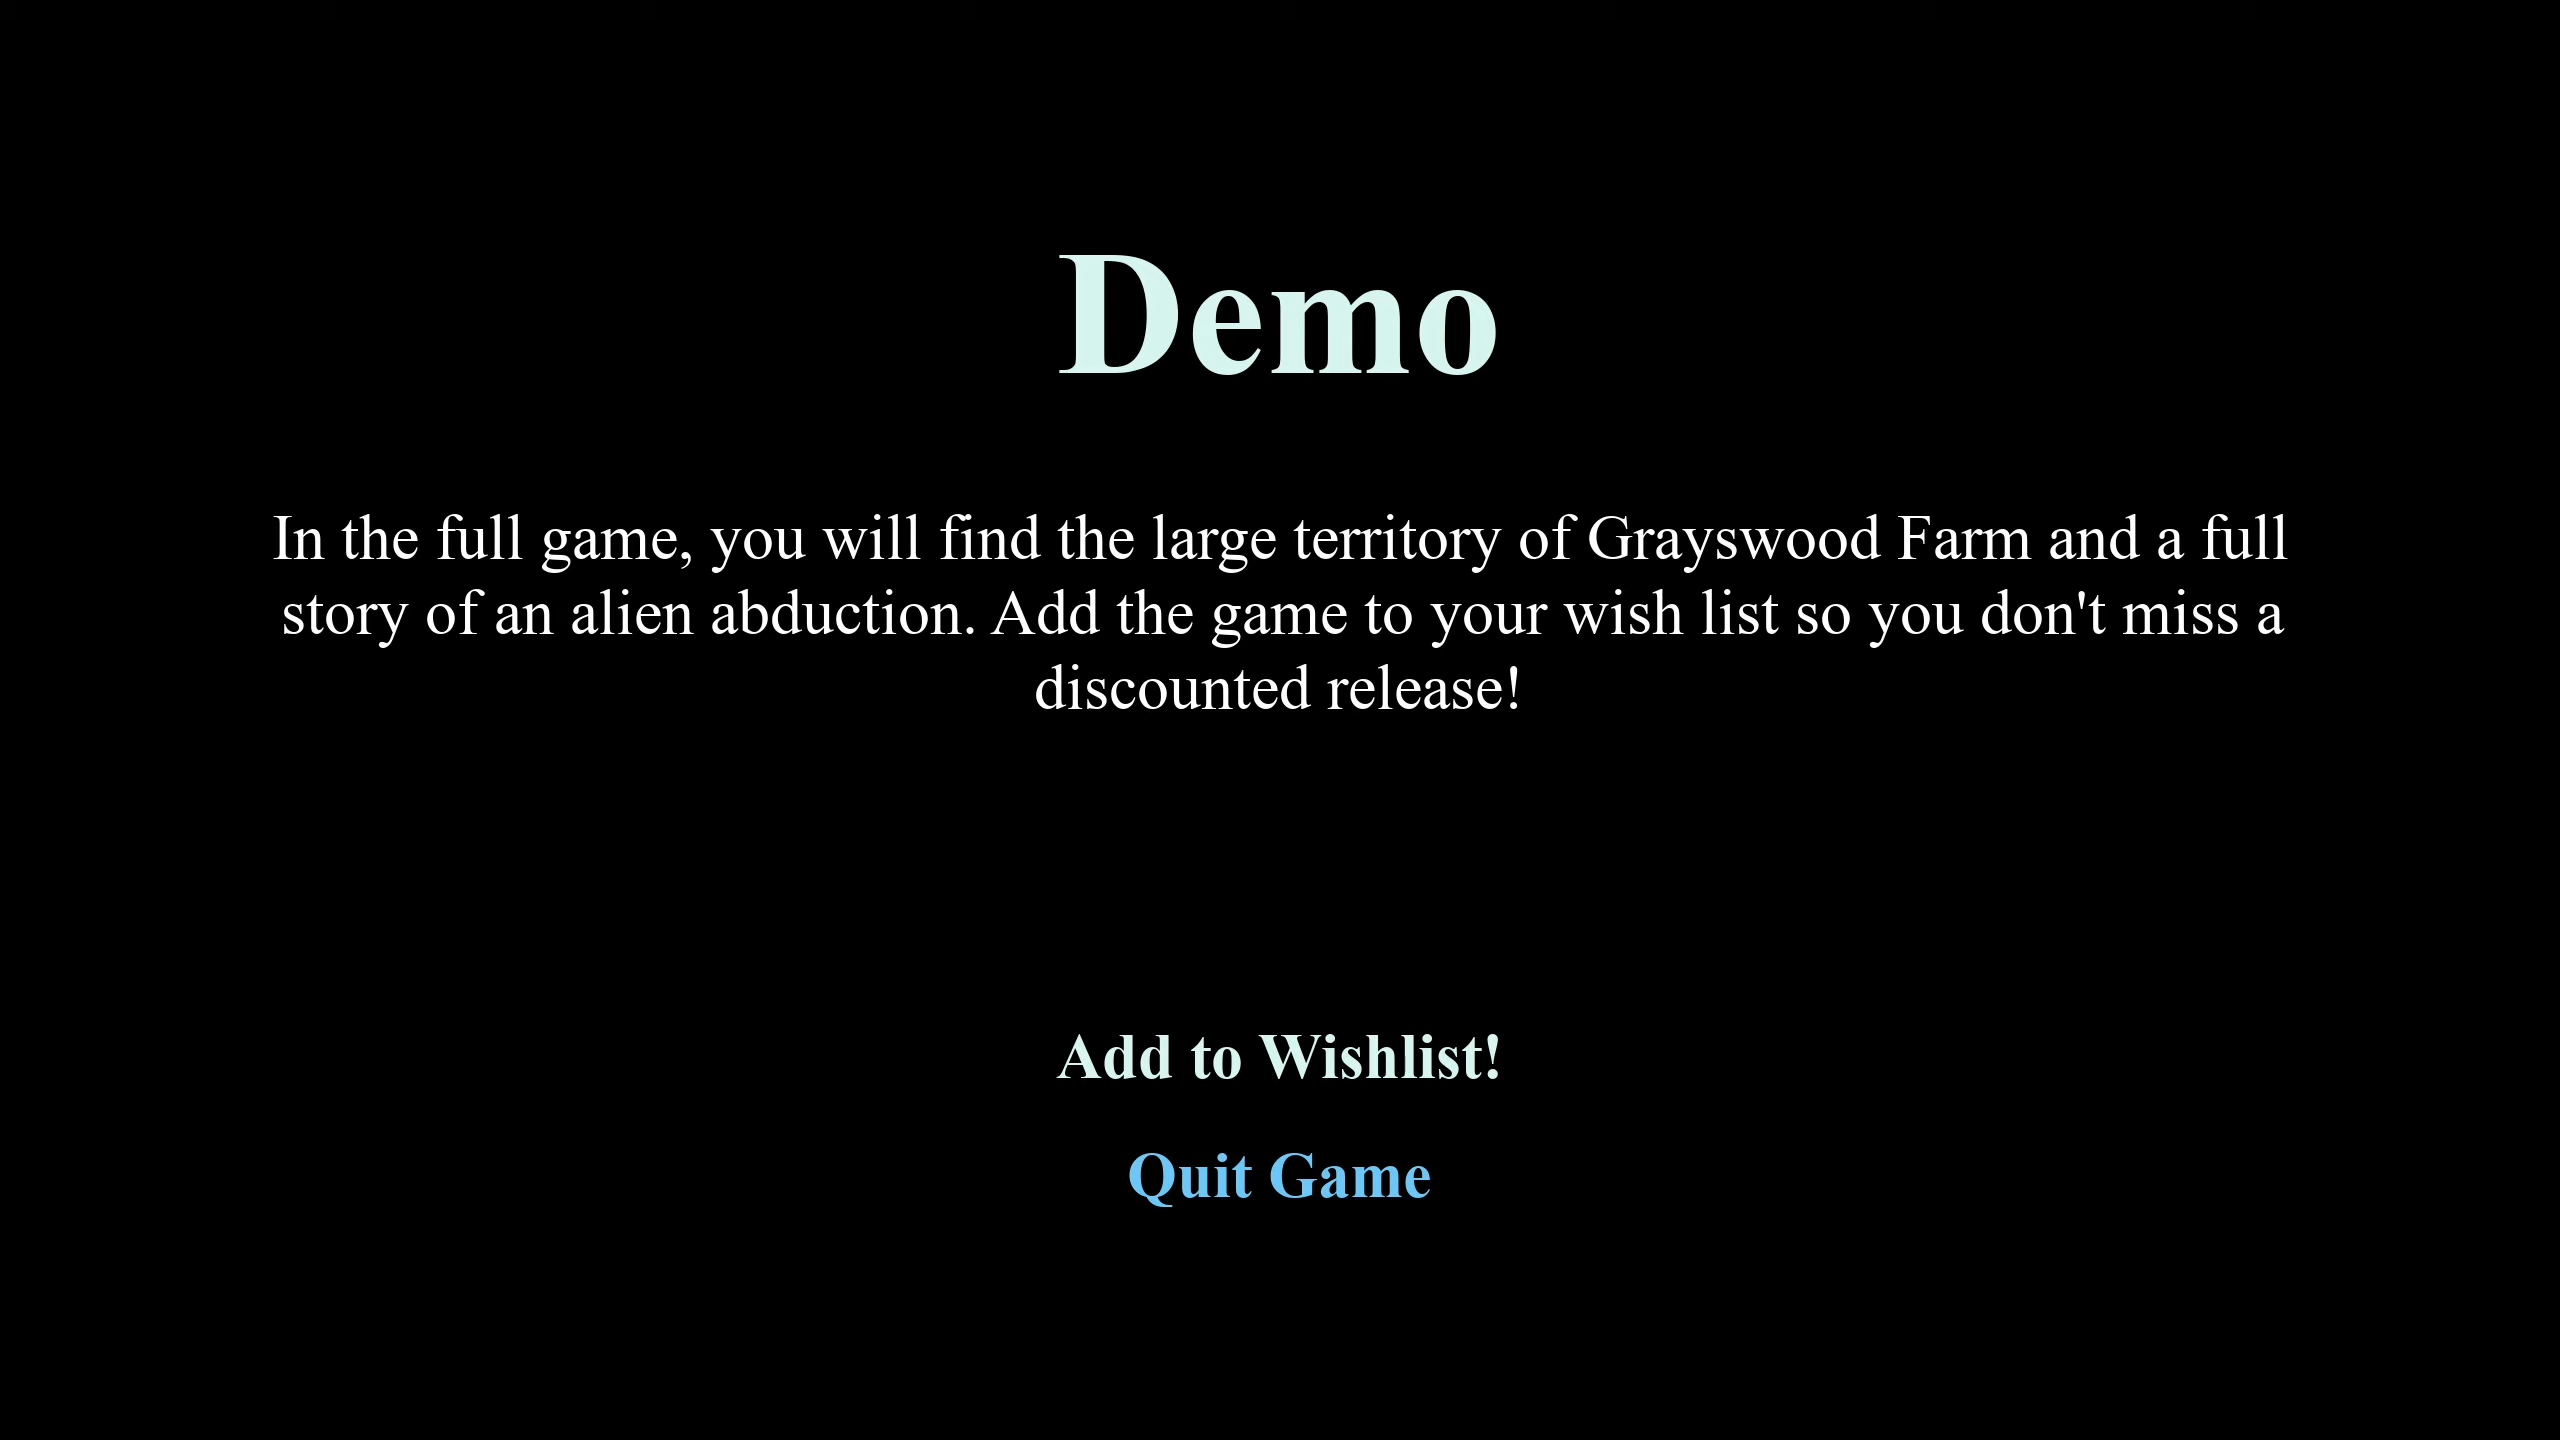 Demo
In the full game, you will find the large territory of Grayswood Farm and a full
story of an alien abduction. Add the game to your wish list so you don't miss a
discounted release!
Add to Wishlist!
Quit Game